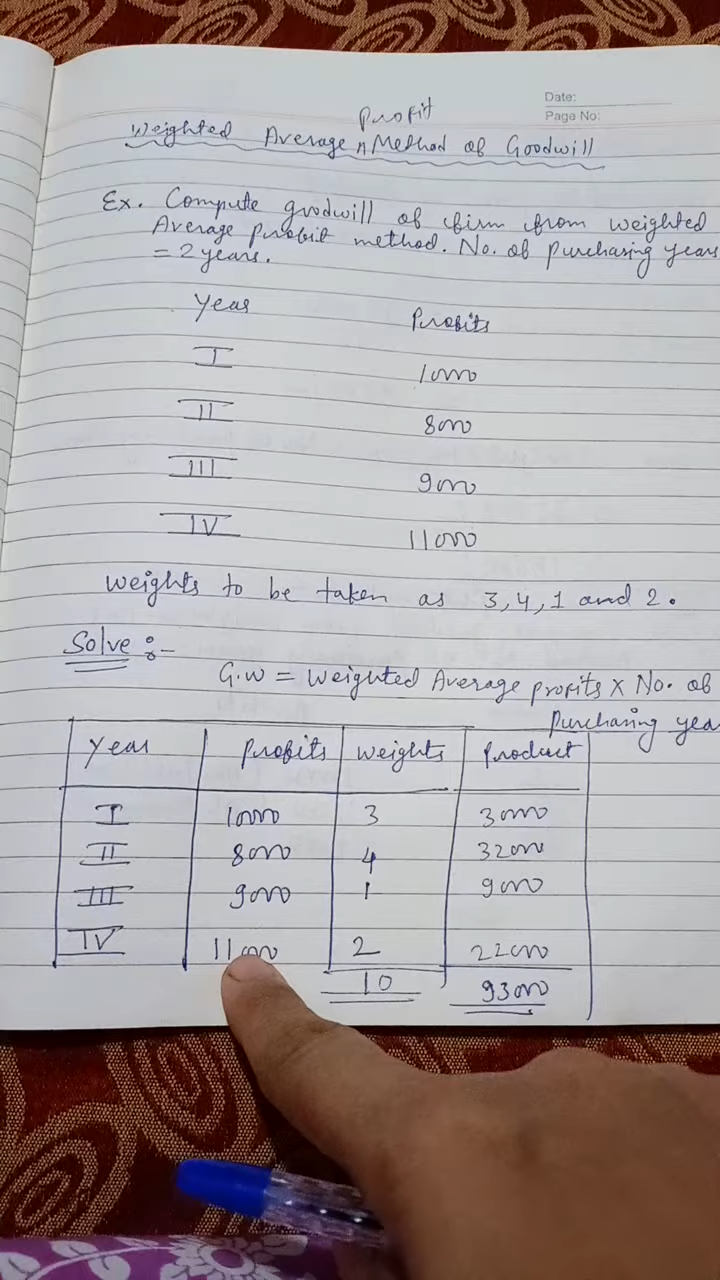 Date:
Page No:
Weighted Average Profit Method of Goodwill
Ex. Compute goodwill of firm from weighted
Average profit method. No. of purchasing years
= 2 years.
Year Profits
I 10000
II 8000
III 9000
IV 11000
Weights to be taken as 3, 4, 1 and 2.
Solve :-
G.W = Weighted Average profits × No. of
purchasing yea
Year Profits Weights Product
I 10000 3 30000
II 8000 4 32000
III 9000 1 9000
IV 11000 2 22000
10 93000